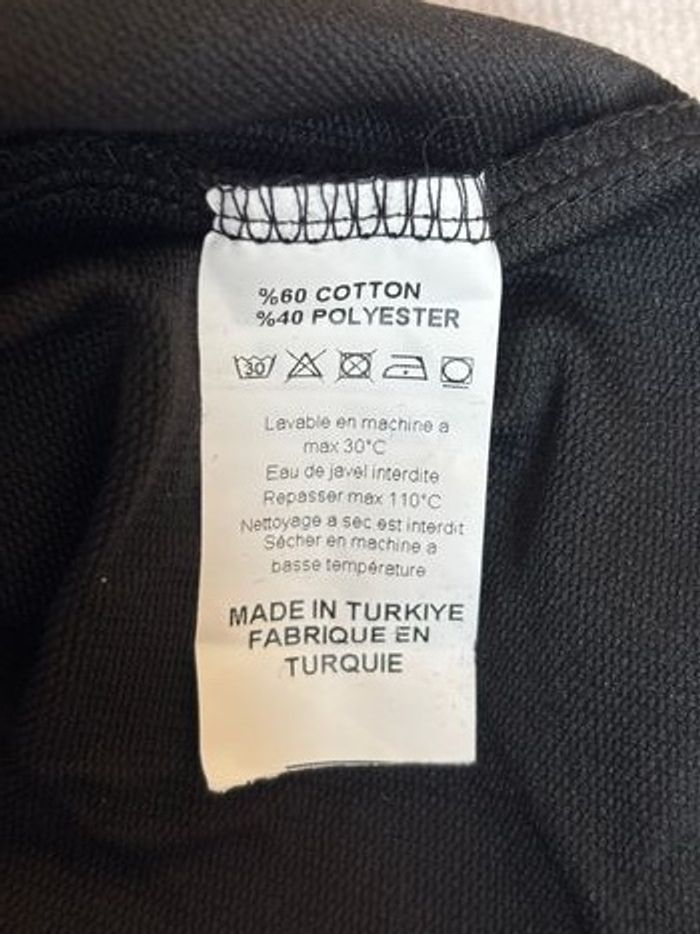 %60 COTTON
%40 POLYESTER
30
Lavable en machine a
max 30°C
Eau de javel interdite
Repasser max 110°C
Nettoyage a sec est interdit
Sécher en machine a
basse température
MADE IN TURKIYE
FABRIQUE EN
TURQUIE